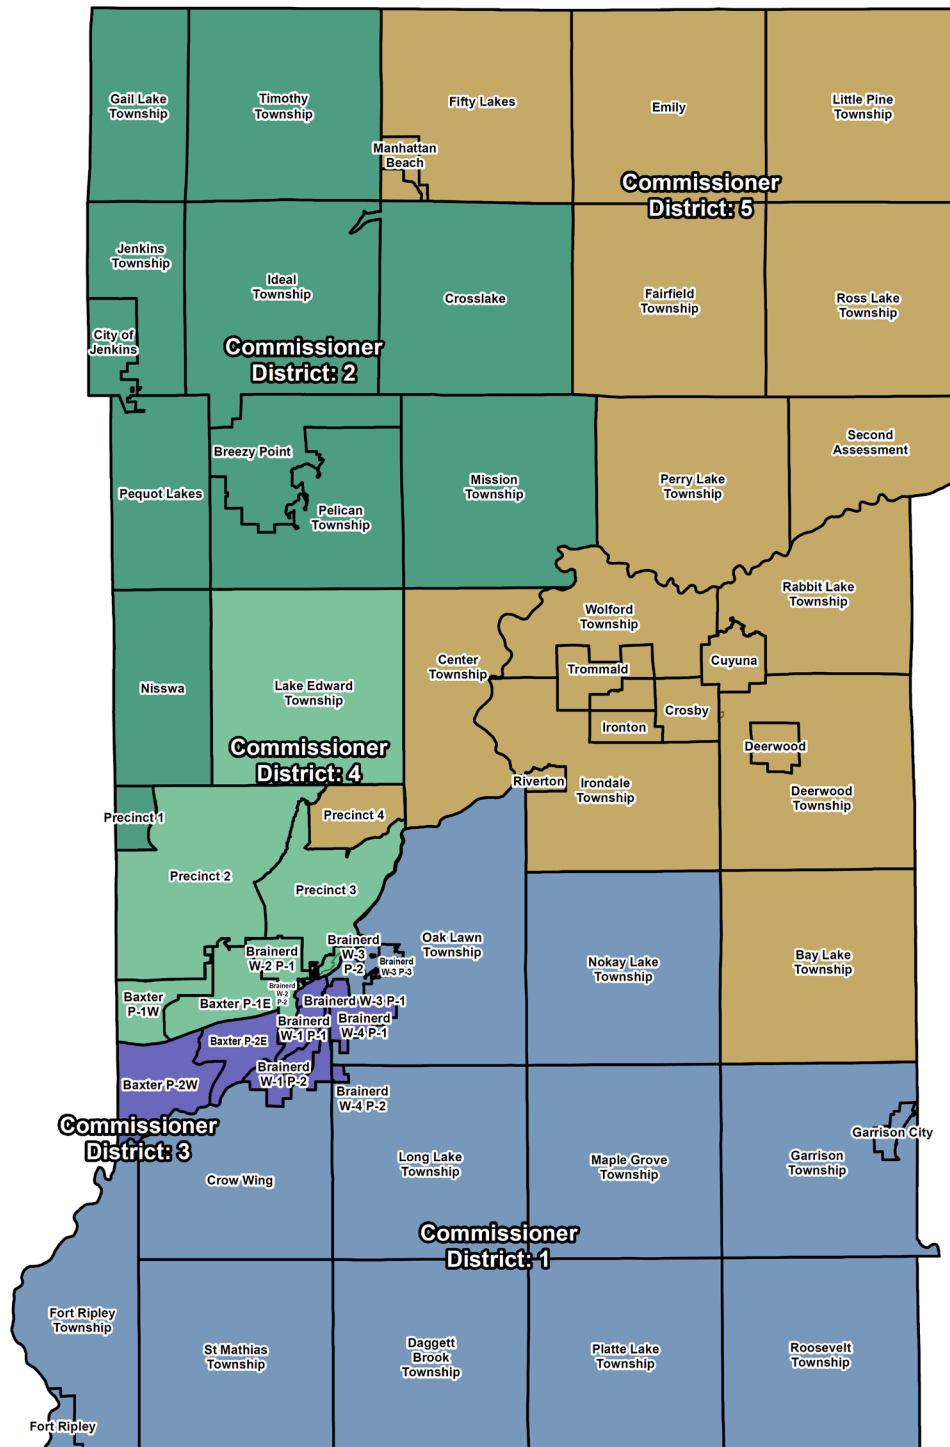 Gail Lake
Township
Timothy
Township
Fifty Lakes
Emily
Little Pine
Township
Manhattan
Beach
Commissioner
District: 5
Jenkins
Township
Ideal
Township
Crosslake
Fairfield
Township
Ross Lake
Township
City of
Jenkins
Commissioner
District: 2
Breezy Point
Second
Assessment
Pequot Lakes
Pelican
Township
Mission
Township
Perry Lake
Township
Rabbit Lake
Township
Wolford
Township
Nisswa
Lake Edward
Township
Center
Township
Trommald
Cuyuna
Crosby
Ironton
Commissioner
District: 4
Deerwood
Riverton
Irondale
Township
Deerwood
Township
Precinct 1
Precinct 4
Precinct 2
Precinct 3
Brainerd
W-2 P-1
Brainerd
W-3
P-2
Oak Lawn
Township
Brainerd
W-3 P-3
Nokay Lake
Township
Bay Lake
Township
Baxter
P-1W
Baxter P-1E
Brainerd
W-2
P-2
Brainerd W-3 P-1
Brainerd
W-1 P-1
Brainerd
W-4 P-1
Baxter P-2E
Baxter P-2W
Brainerd
W-1 P-2
Brainerd
W-4 P-2
Commissioner
District: 3
Garrison City
Crow Wing
Long Lake
Township
Maple Grove
Township
Garrison
Township
Commissioner
District: 1
Fort Ripley
Township
St Mathias
Township
Daggett
Brook
Township
Platte Lake
Township
Roosevelt
Township
Fort Ripley